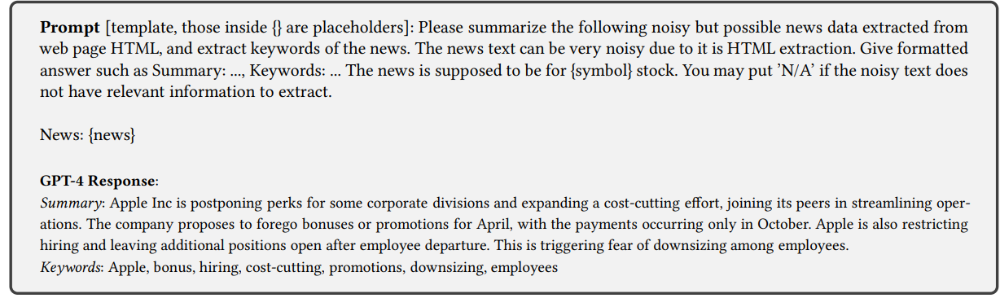 Prompt [template, those inside {} are placeholders]: Please summarize the following noisy but possible news data extracted from
web page HTML, and extract keywords of the news. The news text can be very noisy due to it is HTML extraction. Give formatted
answer such as Summary: ..., Keywords: ... The news is supposed to be for {symbol} stock. You may put ’N/A’ if the noisy text does
not have relevant information to extract.
News: {news}
GPT-4 Response:
Summary: Apple Inc is postponing perks for some corporate divisions and expanding a cost-cutting effort, joining its peers in streamlining oper-
ations. The company proposes to forego bonuses or promotions for April, with the payments occurring only in October. Apple is also restricting
hiring and leaving additional positions open after employee departure. This is triggering fear of downsizing among employees.
Keywords: Apple, bonus, hiring, cost-cutting, promotions, downsizing, employees